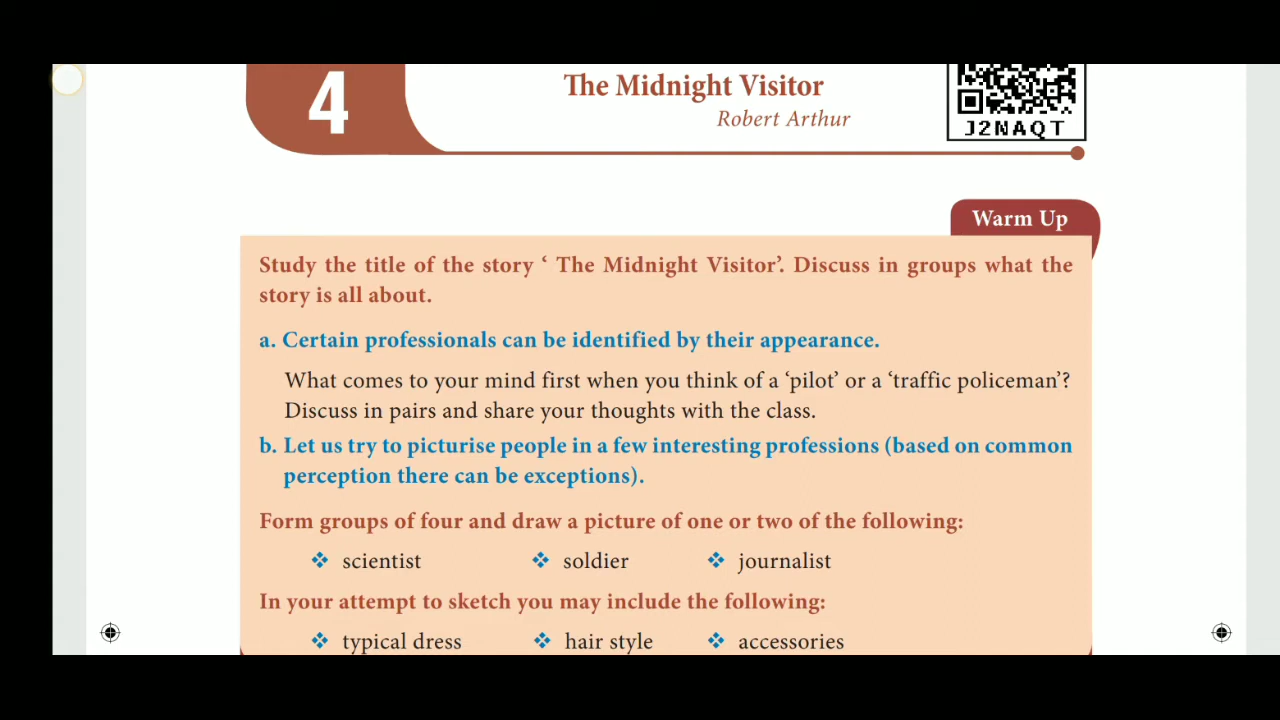 4
The Midnight Visitor
Robert Arthur
J2NAQT
Warm Up
Study the title of the story ‘ The Midnight Visitor’. Discuss in groups what the
story is all about.
a. Certain professionals can be identified by their appearance.
What comes to your mind first when you think of a ‘pilot’ or a ‘traffic policeman’?
Discuss in pairs and share your thoughts with the class.
b. Let us try to picturise people in a few interesting professions (based on common
perception there can be exceptions).
Form groups of four and draw a picture of one or two of the following:
❖ scientist ❖ soldier ❖ journalist
In your attempt to sketch you may include the following:
❖ typical dress ❖ hair style ❖ accessories